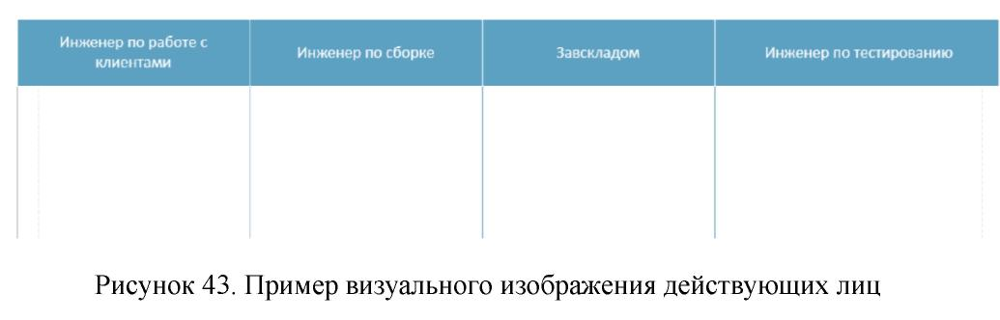 Инженер по работе с
клиентами
Инженер по сборке
Завскладом
Инженер по тестированию
Рисунок 43. Пример визуального изображения действующих лиц